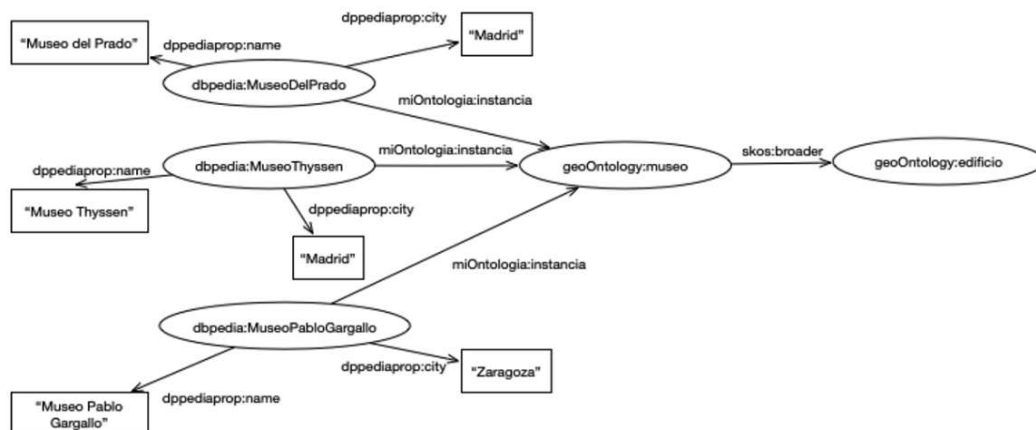 dppediaprop:city
"Museo del Prado"
dppediaprop:name
"Madrid"
dbpedia:MuseoDelPrado
miOntologia:instancia
dbpedia:MuseoThyssen
miOntologia:instancia
geoOntology:museo
skos:broader
geoOntology:edificio
dppediaprop:name
"Museo Thyssen"
dppediaprop:city
"Madrid"
miOntologia:instancia
dbpedia:MuseoPabloGargallo
dppediaprop:city
"Zaragoza"
dppediaprop:name
"Museo Pablo
Gargallo"